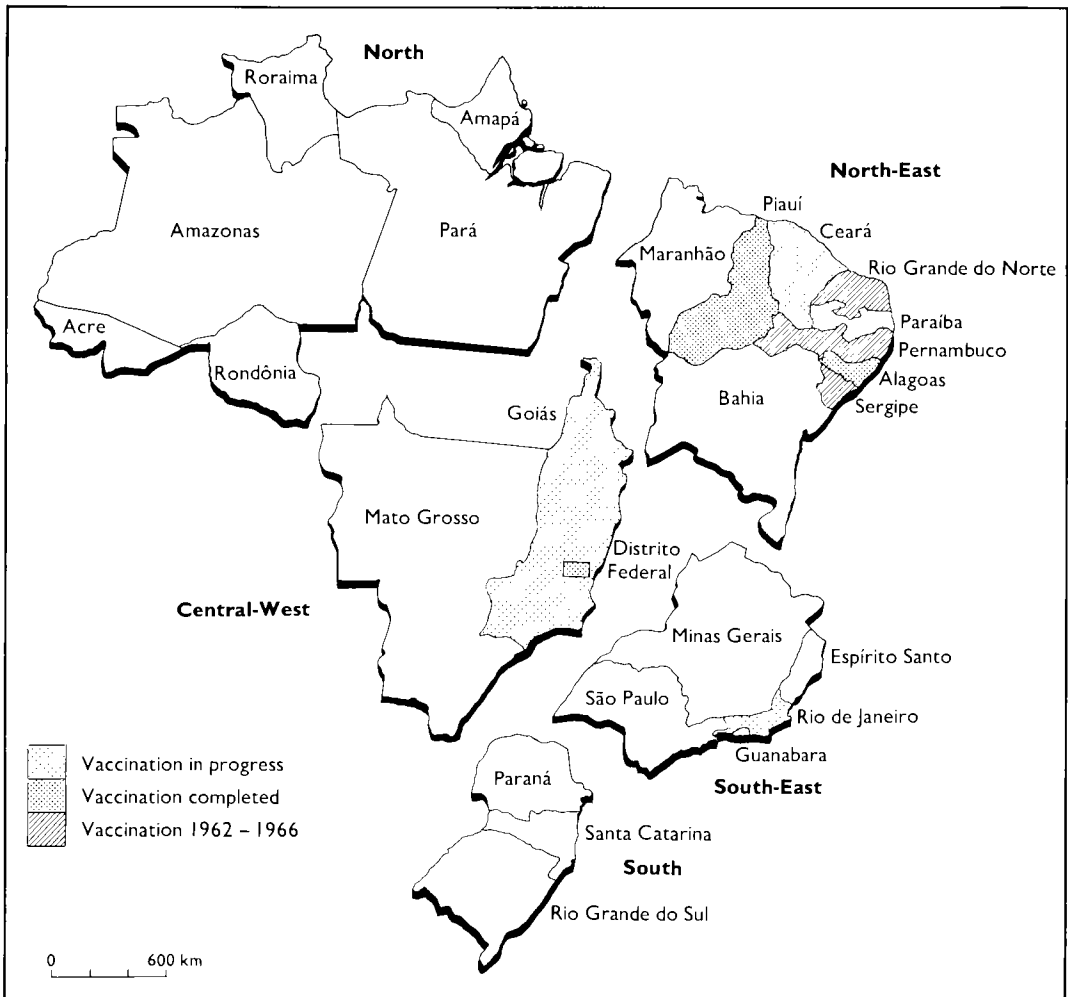 North
Roraima
Amapá
North-East
Piauí
Ceará
Amazonas
Pará
Maranhão
Rio Grande do Norte
Acre
Paraíba
Pernambuco
Rondônia
Alagoas
Bahia
Goiás
Sergipe
Mato Grosso
Distrito
Federal
Central-West
Minas Gerais
Espírito Santo
São Paulo
Rio de Janeiro
Guanabara
South-East
Vaccination in progress
Vaccination completed
Vaccination 1962 – 1966
Paraná
Santa Catarina
South
Rio Grande do Sul
0 600 km